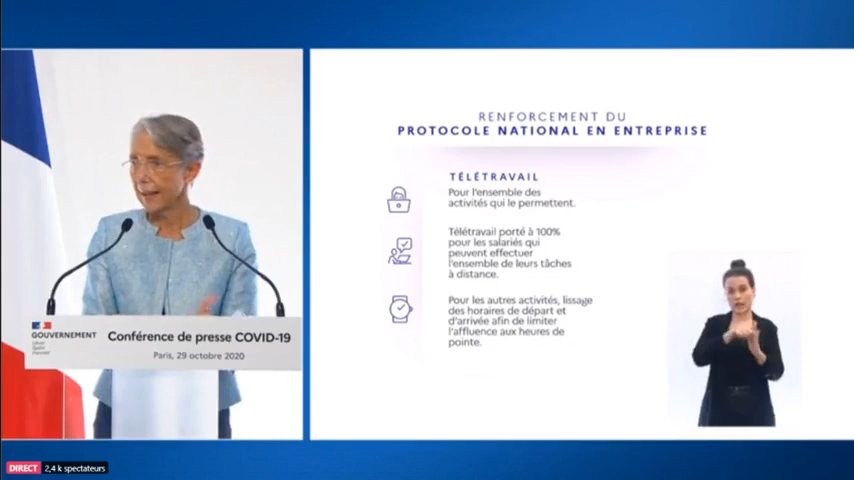 RENFORCEMENT DU
PROTOCOLE NATIONAL EN ENTREPRISE
TÉLÉTRAVAIL
Pour l'ensemble des
activités qui le permettent.
Télétravail porté à 100%
pour les salariés qui
peuvent effectuer
l'ensemble de leurs tâches
à distance.
Pour les autres activités, lissage
des horaires de départ et
d'arrivée afin de limiter
l'affluence aux heures de
pointe.
GOUVERNEMENT
Liberté
Égalité
Fraternité
Conférence de presse COVID-19
Paris, 29 octobre 2020
DIRECT 2,4 k spectateurs